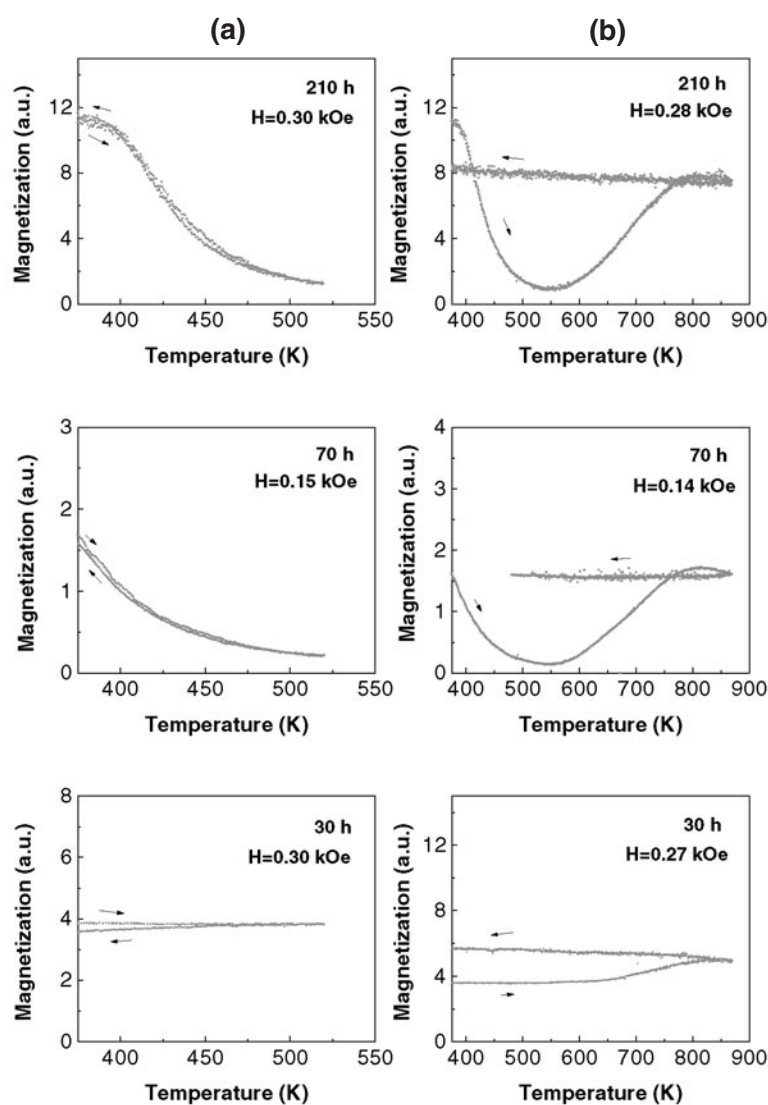 (a)
(b)
210 h
H=0.30 kOe
12
8
4
0
400
450
500
550
Magnetization (a.u.)
Temperature (K)
210 h
H=0.28 kOe
12
8
4
0
400
500
600
700
800
900
Magnetization (a.u.)
Temperature (K)
70 h
H=0.15 kOe
3
2
1
0
400
450
500
550
Magnetization (a.u.)
Temperature (K)
70 h
H=0.14 kOe
4
3
2
1
0
400
500
600
700
800
900
Magnetization (a.u.)
Temperature (K)
30 h
H=0.30 kOe
8
6
4
2
0
400
450
500
550
Magnetization (a.u.)
Temperature (K)
30 h
H=0.27 kOe
12
8
4
0
400
500
600
700
800
900
Magnetization (a.u.)
Temperature (K)